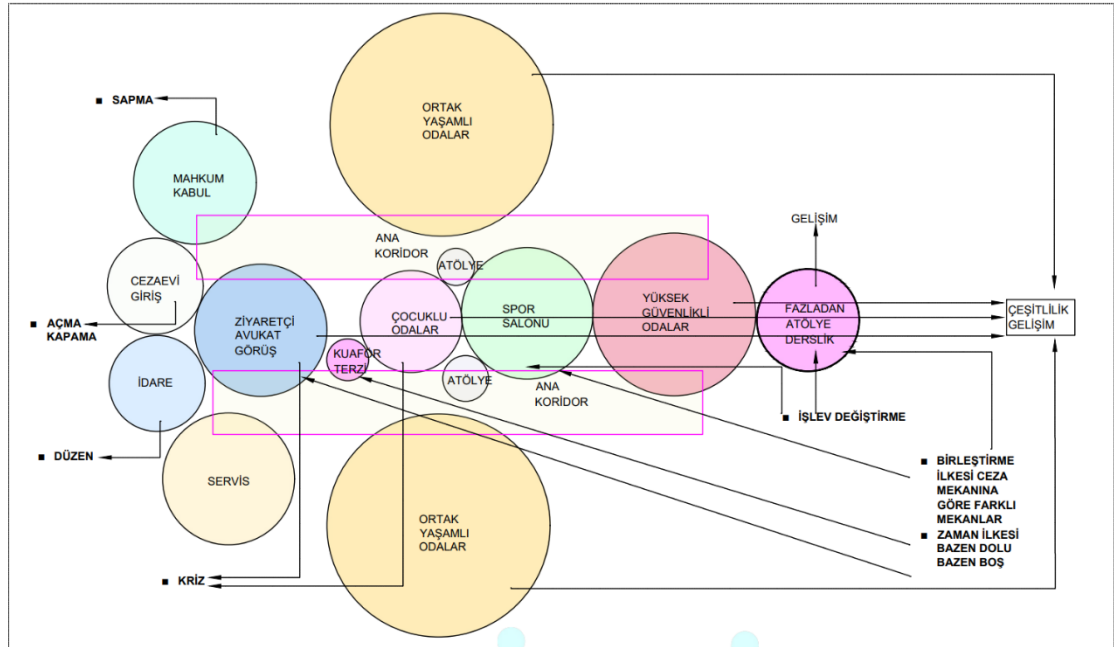 ORTAK
YAŞAMLI
ODALAR
■ SAPMA
MAHKUM
KABUL
GELİŞİM
ANA
KORİDOR
ATÖLYE
CEZAEVİ
GİRİŞ
YÜKSEK
GÜVENLİKLİ
ODALAR
SPOR
SALONU
FAZLADAN
ATÖLYE
DERSLİK
ÇEŞİTLİLİK
GELİŞİM
ZİYARETÇİ
AVUKAT
GÖRÜŞ
ÇOCUKLU
ODALAR
■ AÇMA
KAPAMA
KUAFÖR
TERZİ
İDARE
ATÖLYE
ANA
KORİDOR
■ İŞLEV DEĞİŞTİRME
■ DÜZEN
SERVİS
■ BİRLEŞTİRME
İLKESİ CEZA
MEKANINA
GÖRE FARKLI
MEKANLAR
■ ZAMAN İLKESİ
BAZEN DOLU
BAZEN BOŞ
ORTAK
YAŞAMLI
ODALAR
■ KRİZ